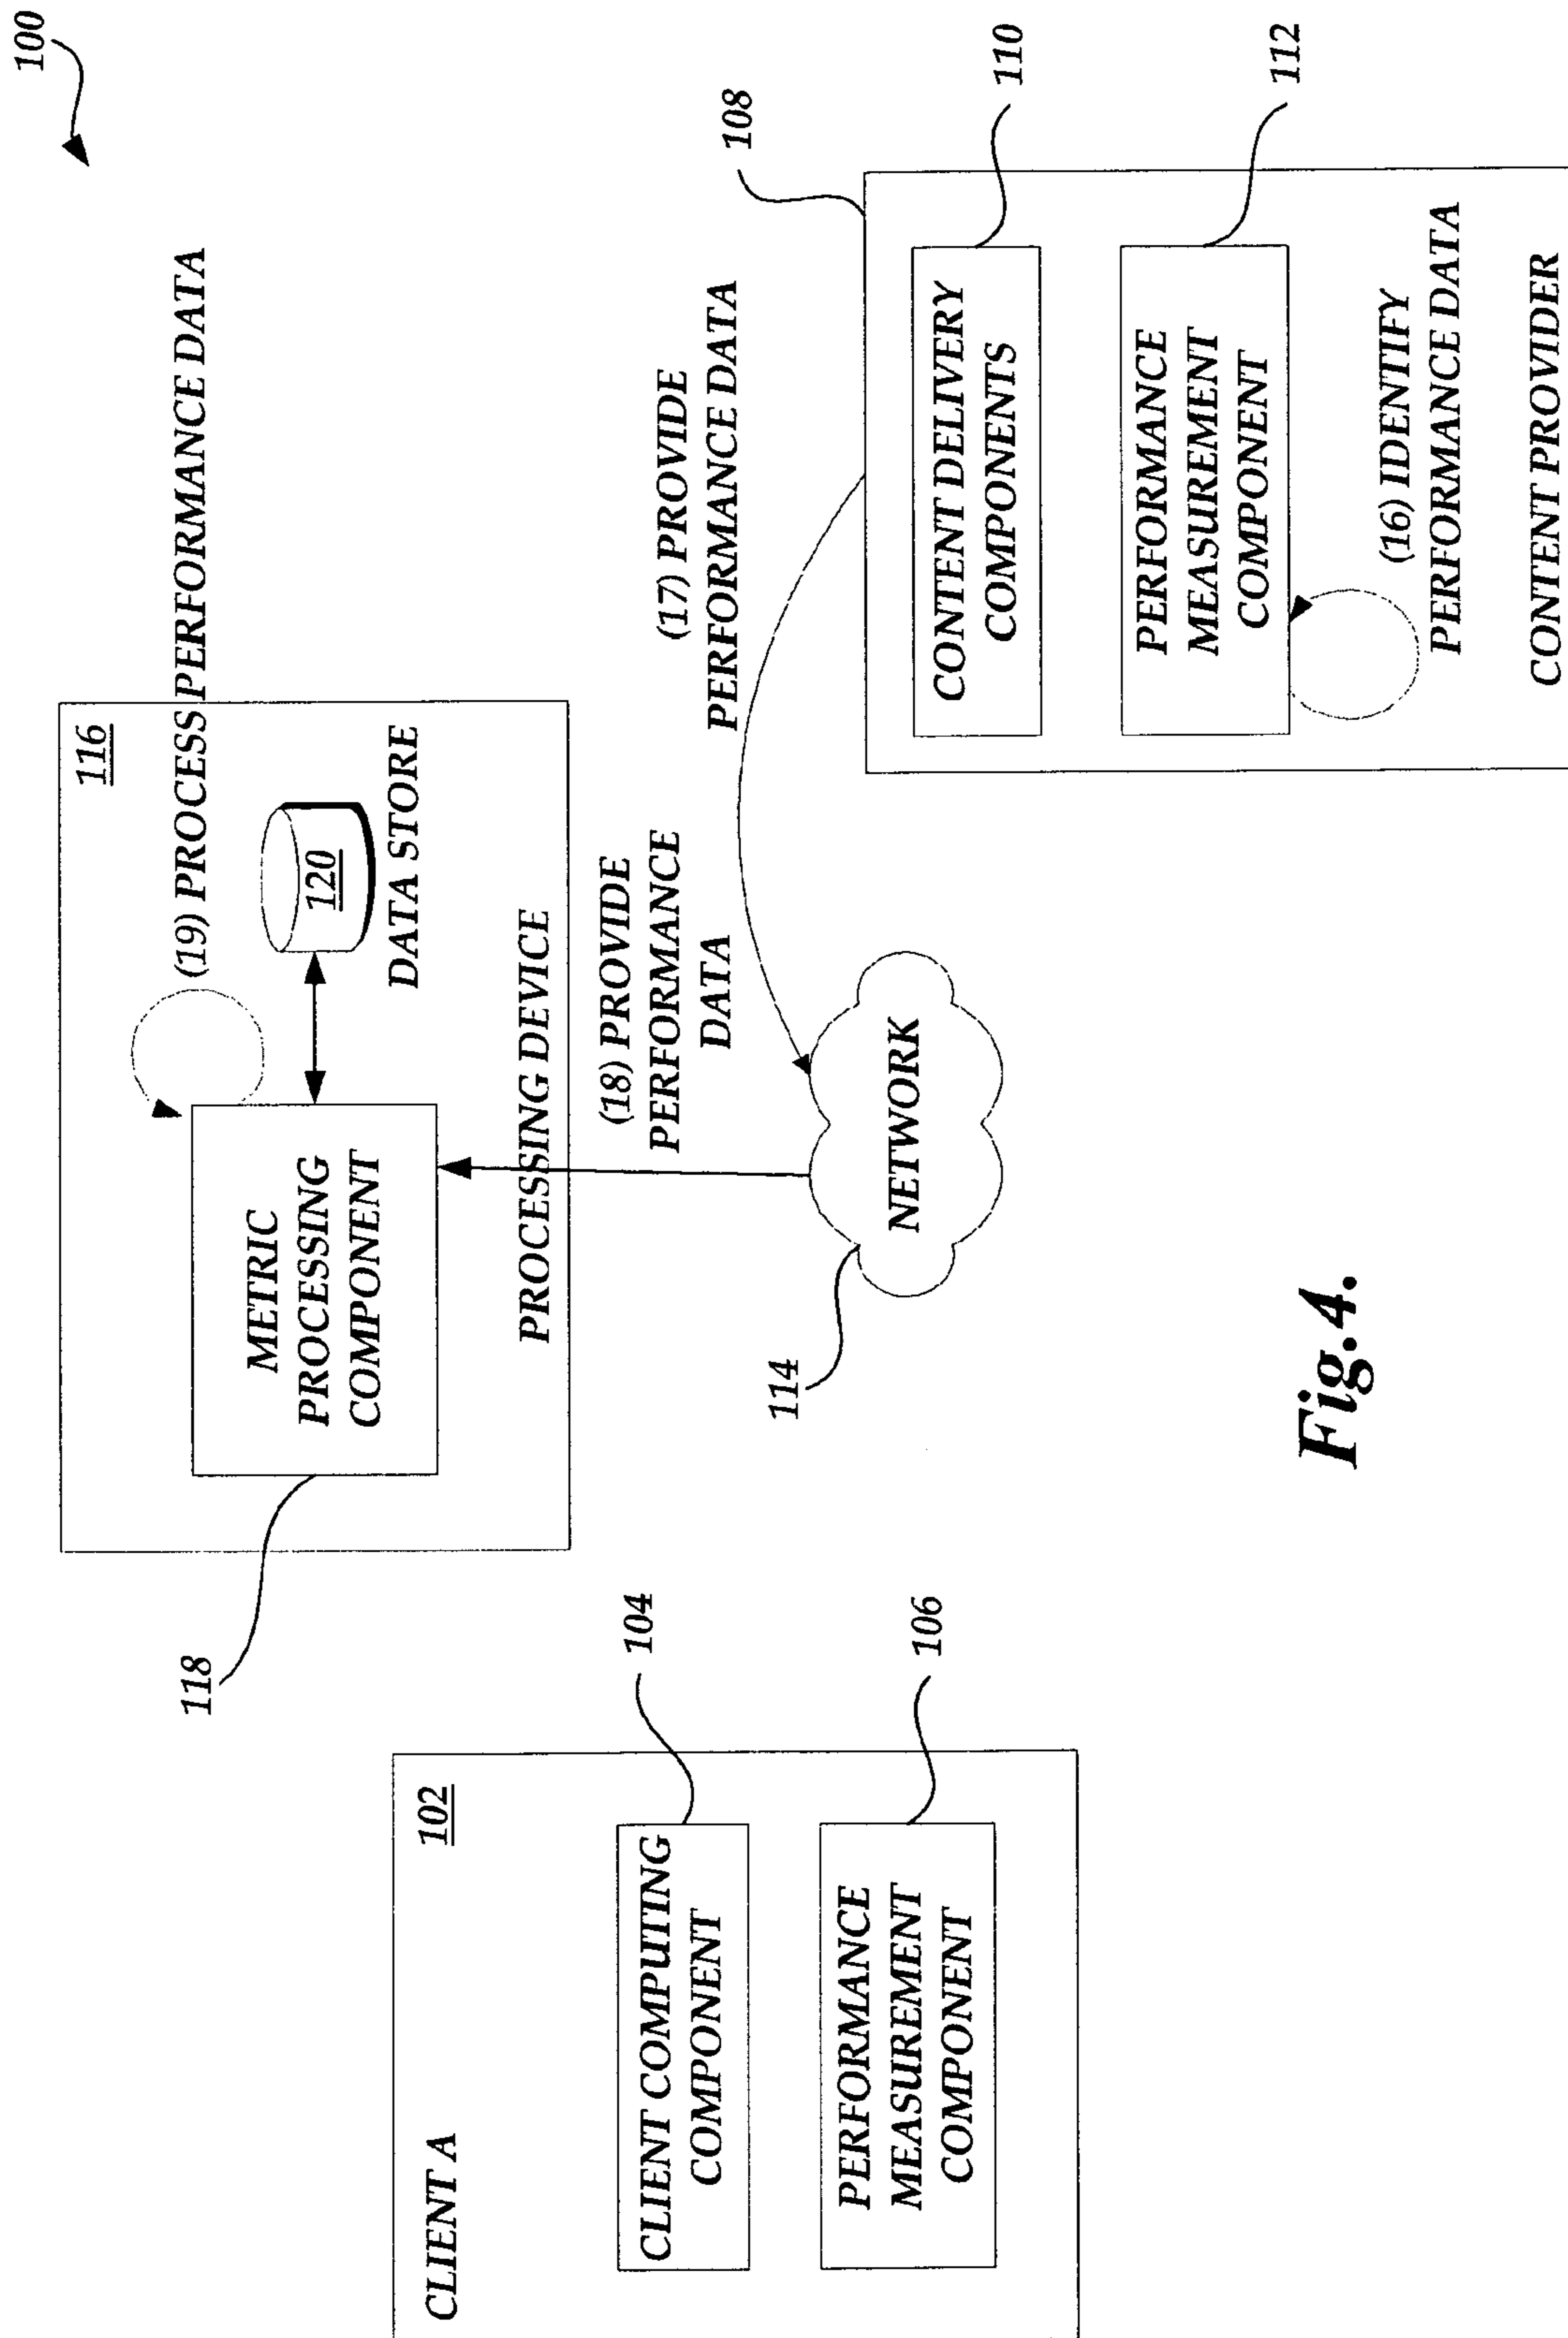 100
116
(19) PROCESS PERFORMANCE DATA
METRIC
PROCESSING
COMPONENT
120
DATA STORE
PROCESSING DEVICE
118
CLIENT A
102
CLIENT COMPUTING
COMPONENT
104
PERFORMANCE
MEASUREMENT
COMPONENT
106
(18) PROVIDE
PERFORMANCE
DATA
NETWORK
114
(17) PROVIDE
PERFORMANCE DATA
108
CONTENT DELIVERY
COMPONENTS
110
PERFORMANCE
MEASUREMENT
COMPONENT
112
(16) IDENTIFY
PERFORMANCE DATA
CONTENT PROVIDER
Fig.4.